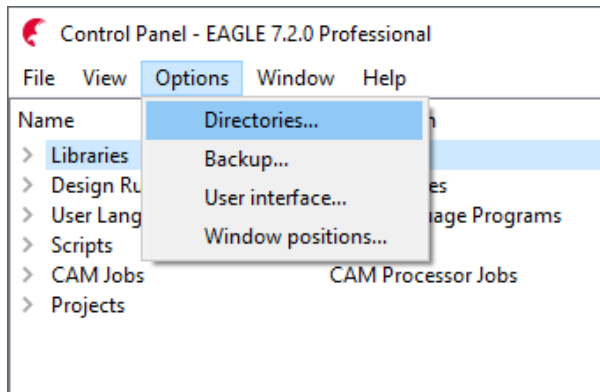 Control Panel - EAGLE 7.2.0 Professional
File View Options Window Help
Name
Directories...
Libraries
Backup...
Design Ru es
User interface...
User Lang age Programs
Window positions...
Scripts
CAM Jobs CAM Processor Jobs
Projects